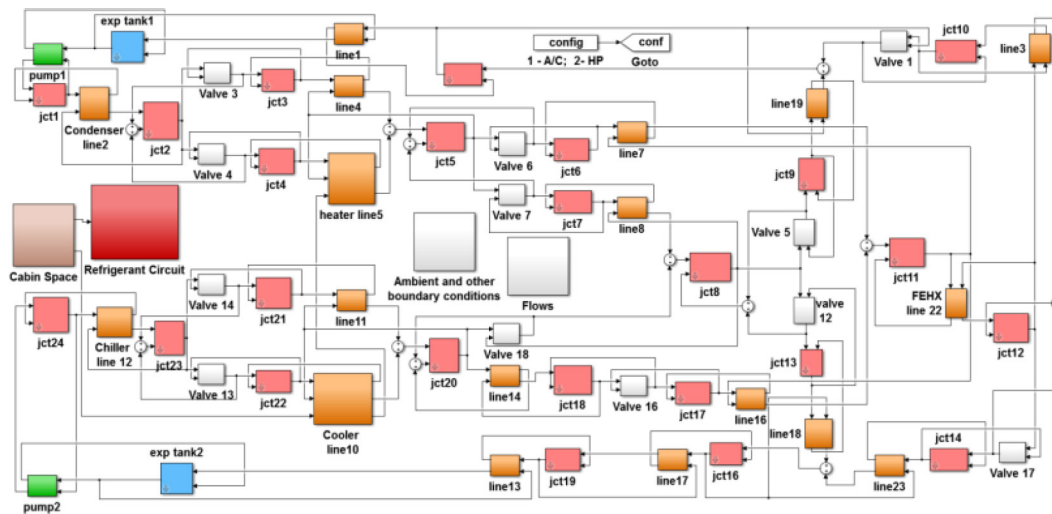 exp tank1
line1
config
conf
1 - A/C; 2- HP
Goto
Valve 1
jct10
line3
pump1
jct1
Condenser
line2
Valve 3
jct3
line4
line19
jct2
Valve 4
jct4
heater line5
jct5
Valve 6
jct6
line7
jct9
Valve 7
jct7
line8
Valve 5
Cabin Space
Refrigerant Circuit
Ambient and other
boundary conditions
Flows
jct8
jct11
valve
12
FEHX
line 22
jct12
jct24
Chiller
line 12
jct23
Valve 14
jct21
line11
Valve 13
jct22
Cooler
line10
jct20
Valve 18
line14
jct18
Valve 16
jct17
line16
jct13
line18
exp tank2
pump2
line13
jct19
line17
jct16
line23
jct14
Valve 17